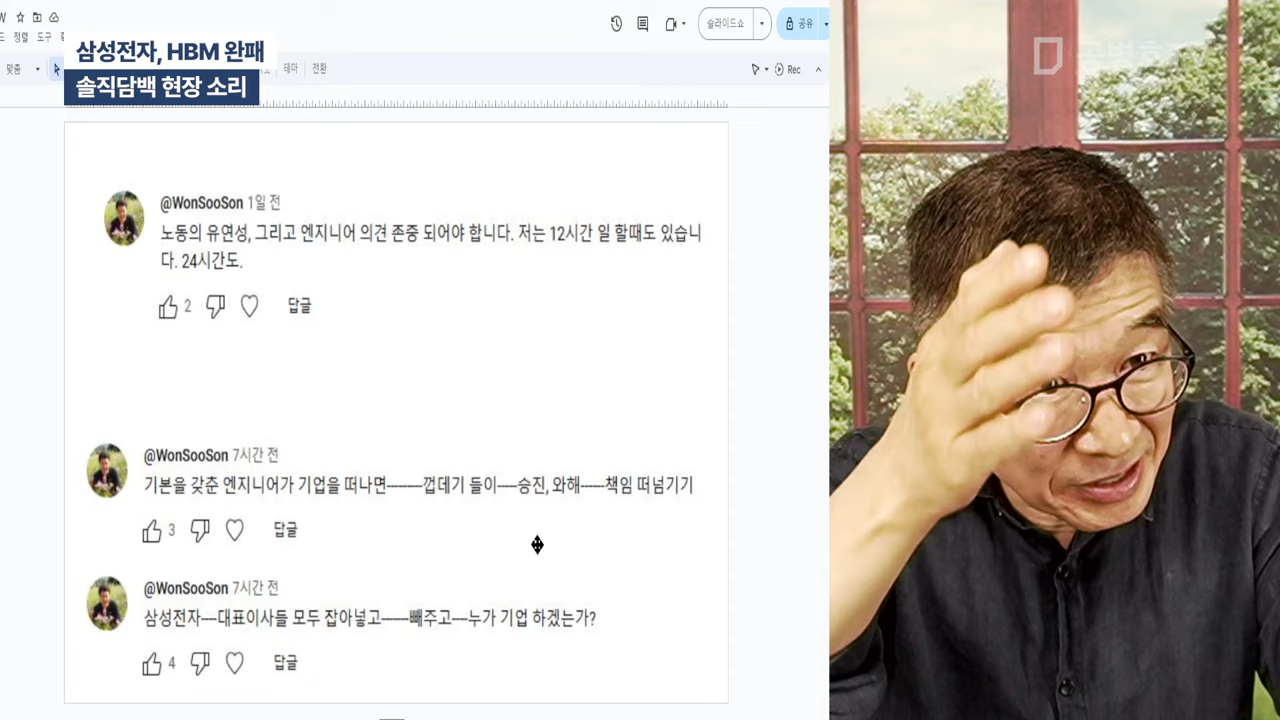 삼성전자, HBM 완패
솔직담백 현장 소리
정렬 도구
슬라이드쇼
공유
맞춤
테마
전환
Rec
@WonSooSon 1일 전
노동의 유연성, 그리고 엔지니어 의견 존중 되어야 합니다. 저는 12시간 일 할때도 있습니
다. 24시간도.
2 답글
@WonSooSon 7시간 전
기본을 갖춘 엔지니어가 기업을 떠나면-------껍데기 들이----승진, 와해-----책임 떠넘기기
3 답글
@WonSooSon 7시간 전
삼성전자---대표이사들 모두 잡아넣고-----빼주고---누가 기업 하겠는가?
4 답글